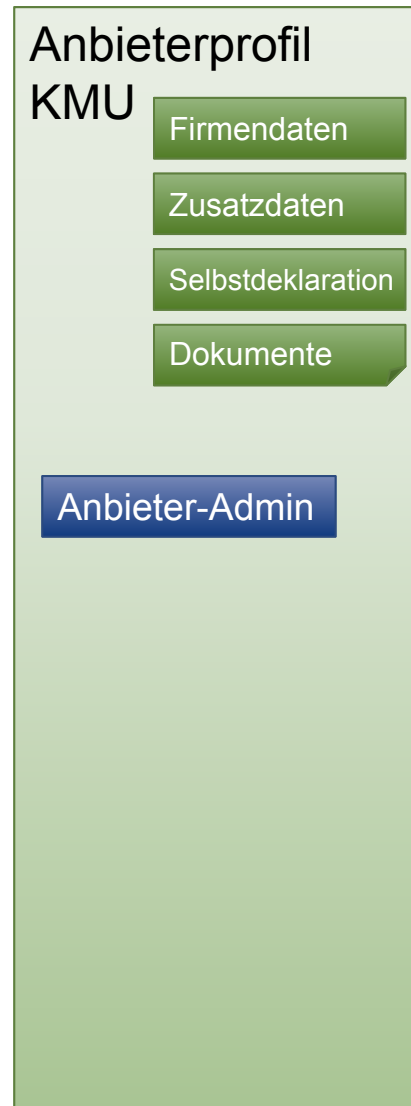 Anbieterprofil
KMU
Firmendaten
Zusatzdaten
Selbstdeklaration
Dokumente
Anbieter-Admin